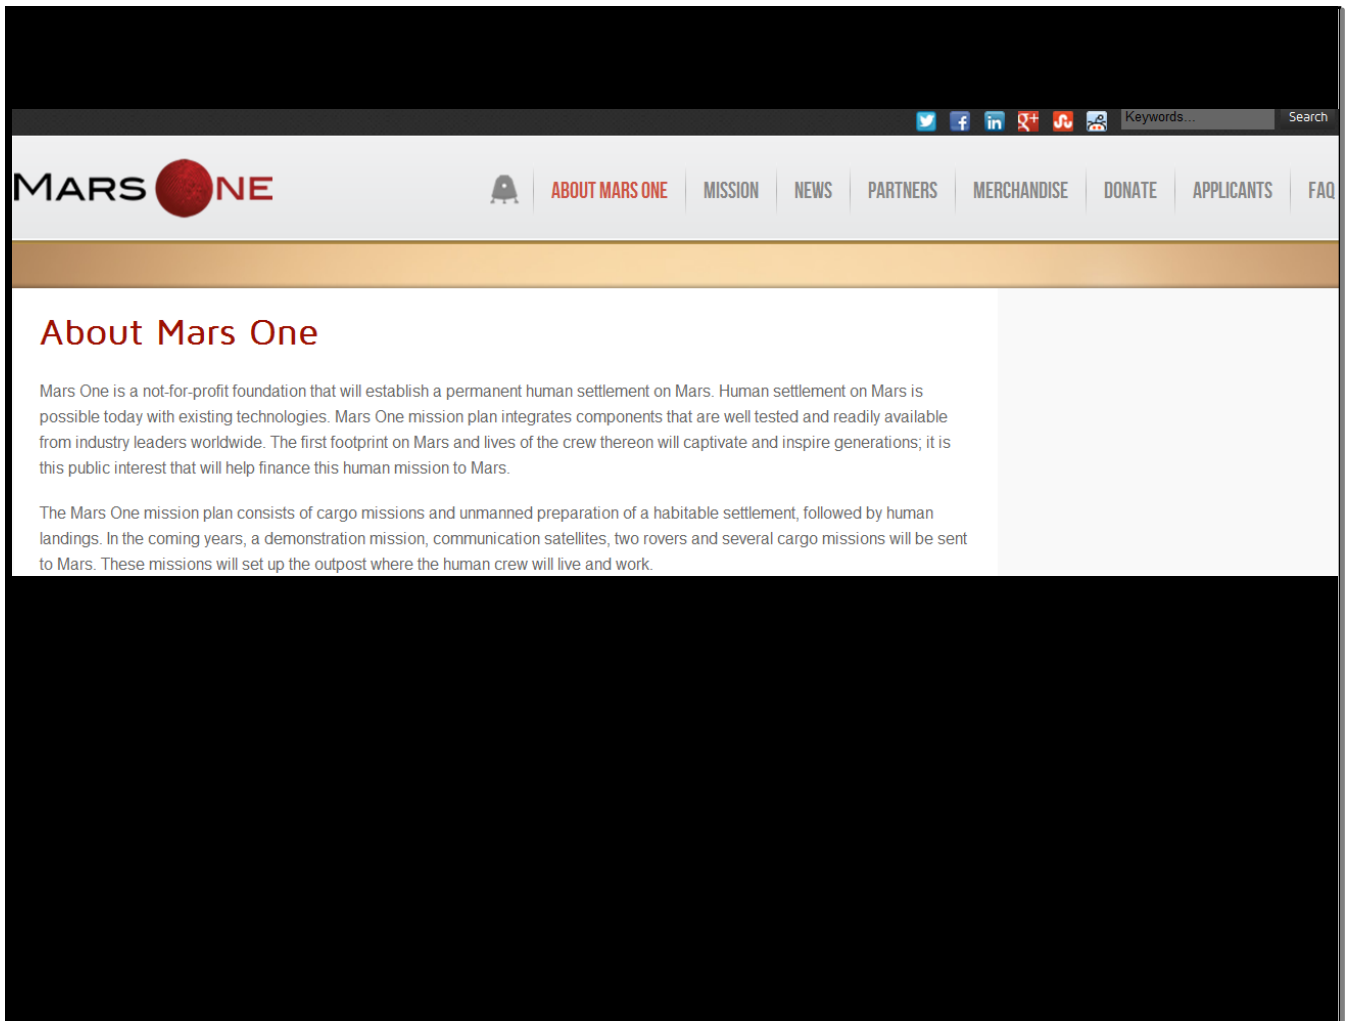 Keywords... Search
MARS ONE
ABOUT MARS ONE MISSION NEWS PARTNERS MERCHANDISE DONATE APPLICANTS FAQ
About Mars One
Mars One is a not-for-profit foundation that will establish a permanent human settlement on Mars. Human settlement on Mars is
possible today with existing technologies. Mars One mission plan integrates components that are well tested and readily available
from industry leaders worldwide. The first footprint on Mars and lives of the crew thereon will captivate and inspire generations; it is
this public interest that will help finance this human mission to Mars.
The Mars One mission plan consists of cargo missions and unmanned preparation of a habitable settlement, followed by human
landings. In the coming years, a demonstration mission, communication satellites, two rovers and several cargo missions will be sent
to Mars. These missions will set up the outpost where the human crew will live and work.